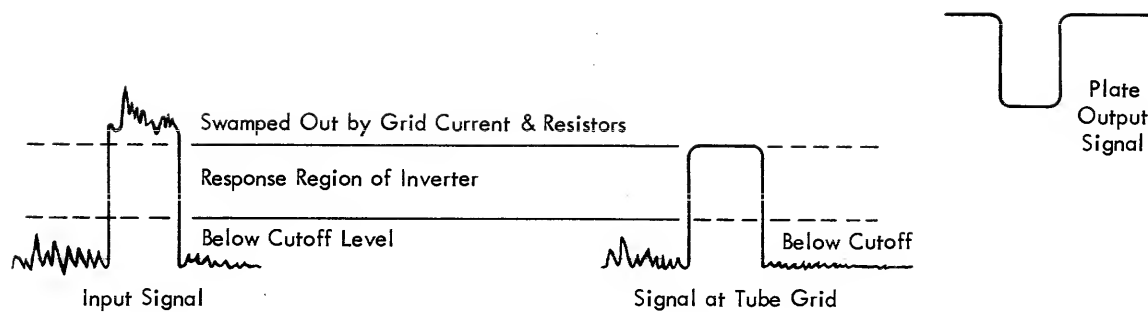 Plate
Output
Signal
Swamped Out by Grid Current & Resistors
Response Region of Inverter
Below Cutoff Level
Below Cutoff
Input Signal
Signal at Tube Grid